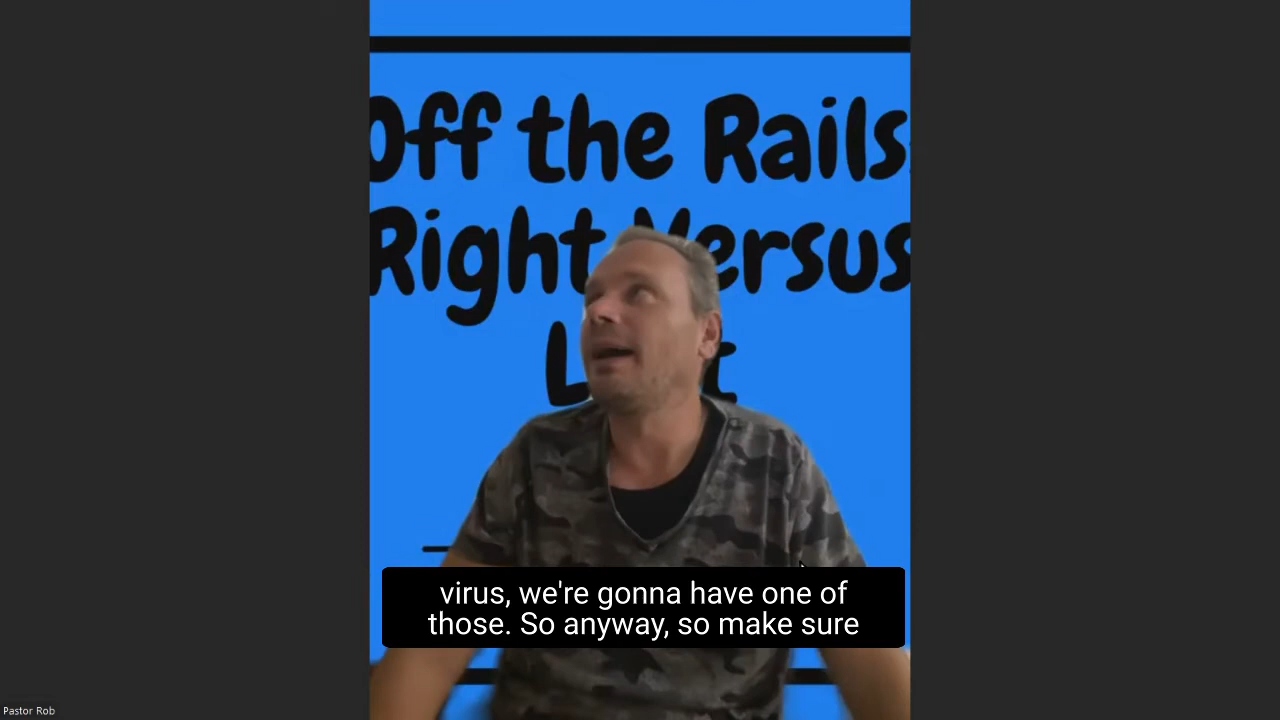 Off the Rails
Right Versus
virus, we're gonna have one of
those. So anyway, so make sure
Pastor Rob